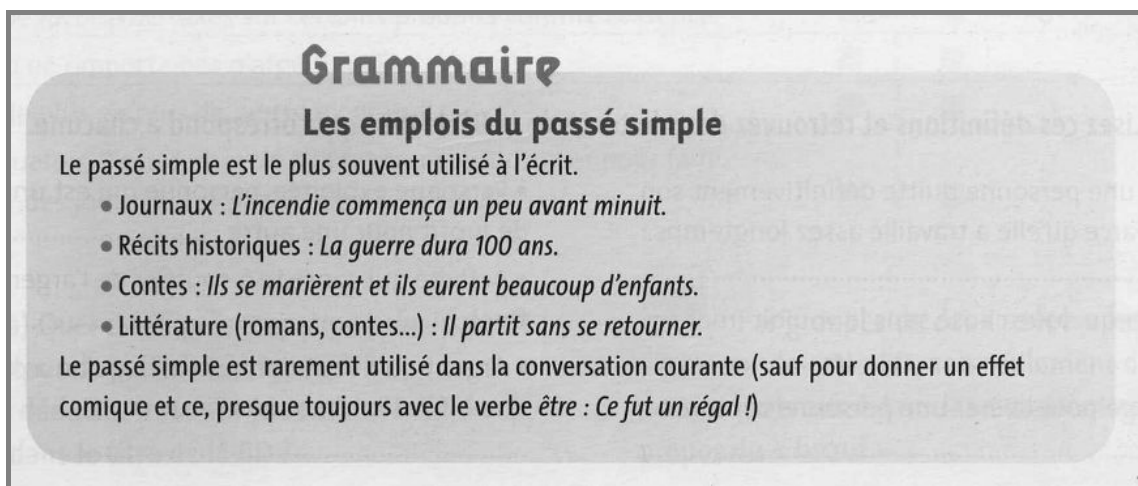 Grammaire
Les emplois du passé simple
Le passé simple est le plus souvent utilisé à l'écrit.
• Journaux : L'incendie commença un peu avant minuit.
• Récits historiques : La guerre dura 100 ans.
• Contes : Ils se marièrent et ils eurent beaucoup d'enfants.
• Littérature (romans, contes...) : Il partit sans se retourner.
Le passé simple est rarement utilisé dans la conversation courante (sauf pour donner un effet
comique et ce, presque toujours avec le verbe être : Ce fut un régal !)